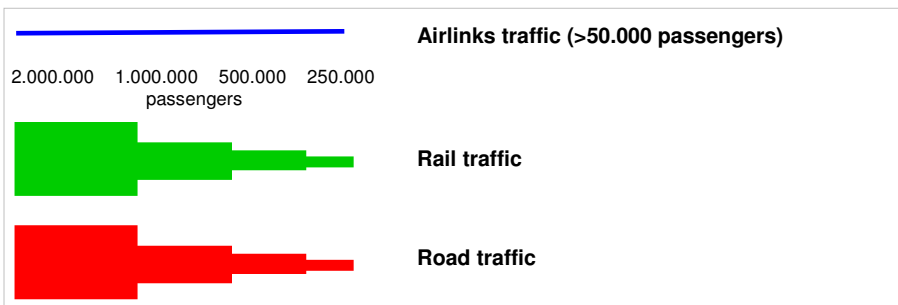 Airlinks traffic (>50.000 passengers)
2.000.000 1.000.000 500.000 250.000
passengers
Rail traffic
Road traffic